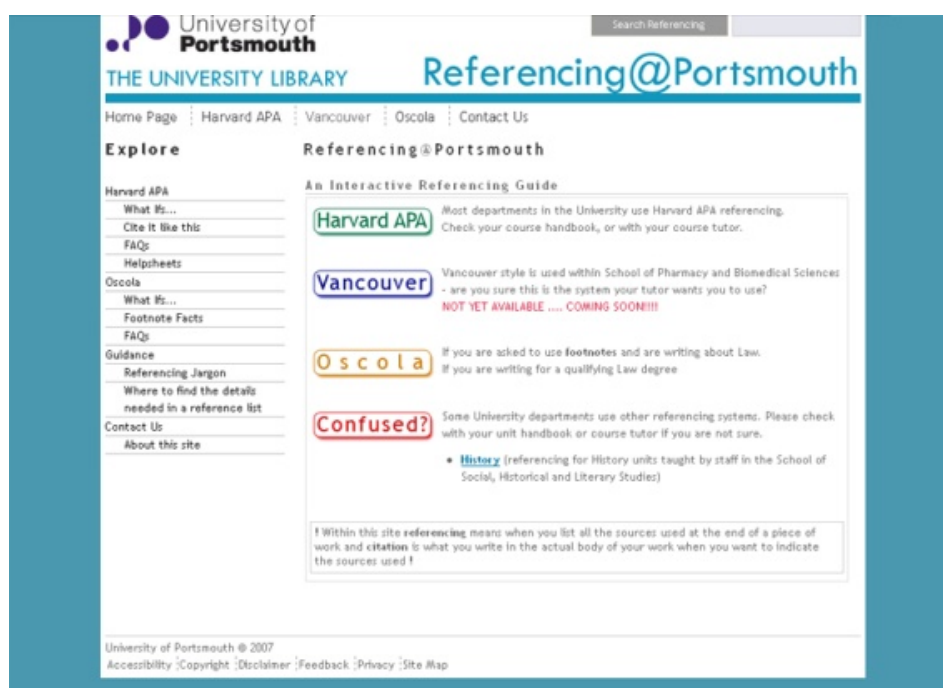 University of
Portsmouth
Search Referencing
THE UNIVERSITY LIBRARY
Referencing@Portsmouth
Home Page Harvard APA Vancouver Oscola Contact Us
Explore
Harvard APA
What Ifs...
Cite it like this
FAQs
Helpsheets
Oscola
What Ifs...
Footnote Facts
FAQs
Guidance
Referencing Jargon
Where to find the details
needed in a reference list
Contact Us
About this site
Referencing@Portsmouth
An Interactive Referencing Guide
Harvard APA
Most departments in the University use Harvard APA referencing.
Check your course handbook, or with your course tutor.
Vancouver
Vancouver style is used within School of Pharmacy and Biomedical Sciences
- are you sure this is the system your tutor wants you to use?
NOT YET AVAILABLE .... COMING SOON!!!!
Oscola
If you are asked to use footnotes and are writing about Law.
If you are writing for a qualifying Law degree
Confused?
Some University departments use other referencing systems. Please check
with your unit handbook or course tutor if you are not sure.
• History (referencing for History units taught by staff in the School of
Social, Historical and Literary Studies)
! Within this site referencing means when you list all the sources used at the end of a piece of
work and citation is what you write in the actual body of your work when you want to indicate
the sources used !
University of Portsmouth © 2007
Accessibility Copyright Disclaimer Feedback Privacy Site Map